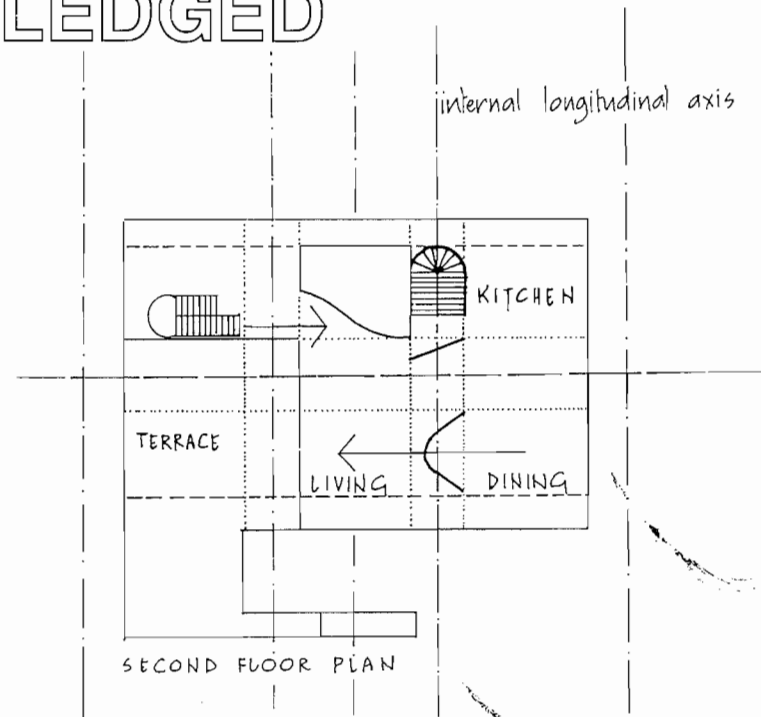 LEDGED
internal longitudinal axis
KITCHEN
TERRACE
LIVING DINING
SECOND FLOOR PLAN